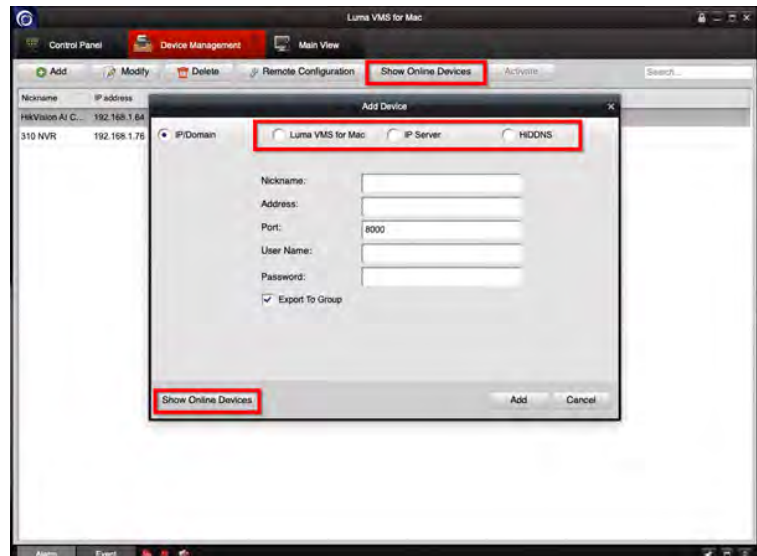 Luma VMS for Mac
Control Panel Device Management Main View
Add Modify Delete Remote Configuration Show Online Devices Activate Search...
Nickname IP address
HikVision AI C... 192.168.1.64
310 NVR 192.168.1.76
Add Device
IP/Domain Luma VMS for Mac IP Server HiDDNS
Nickname:
Address:
Port: 8000
User Name:
Password:
Export To Group
Show Online Devices Add Cancel
Alarm Event